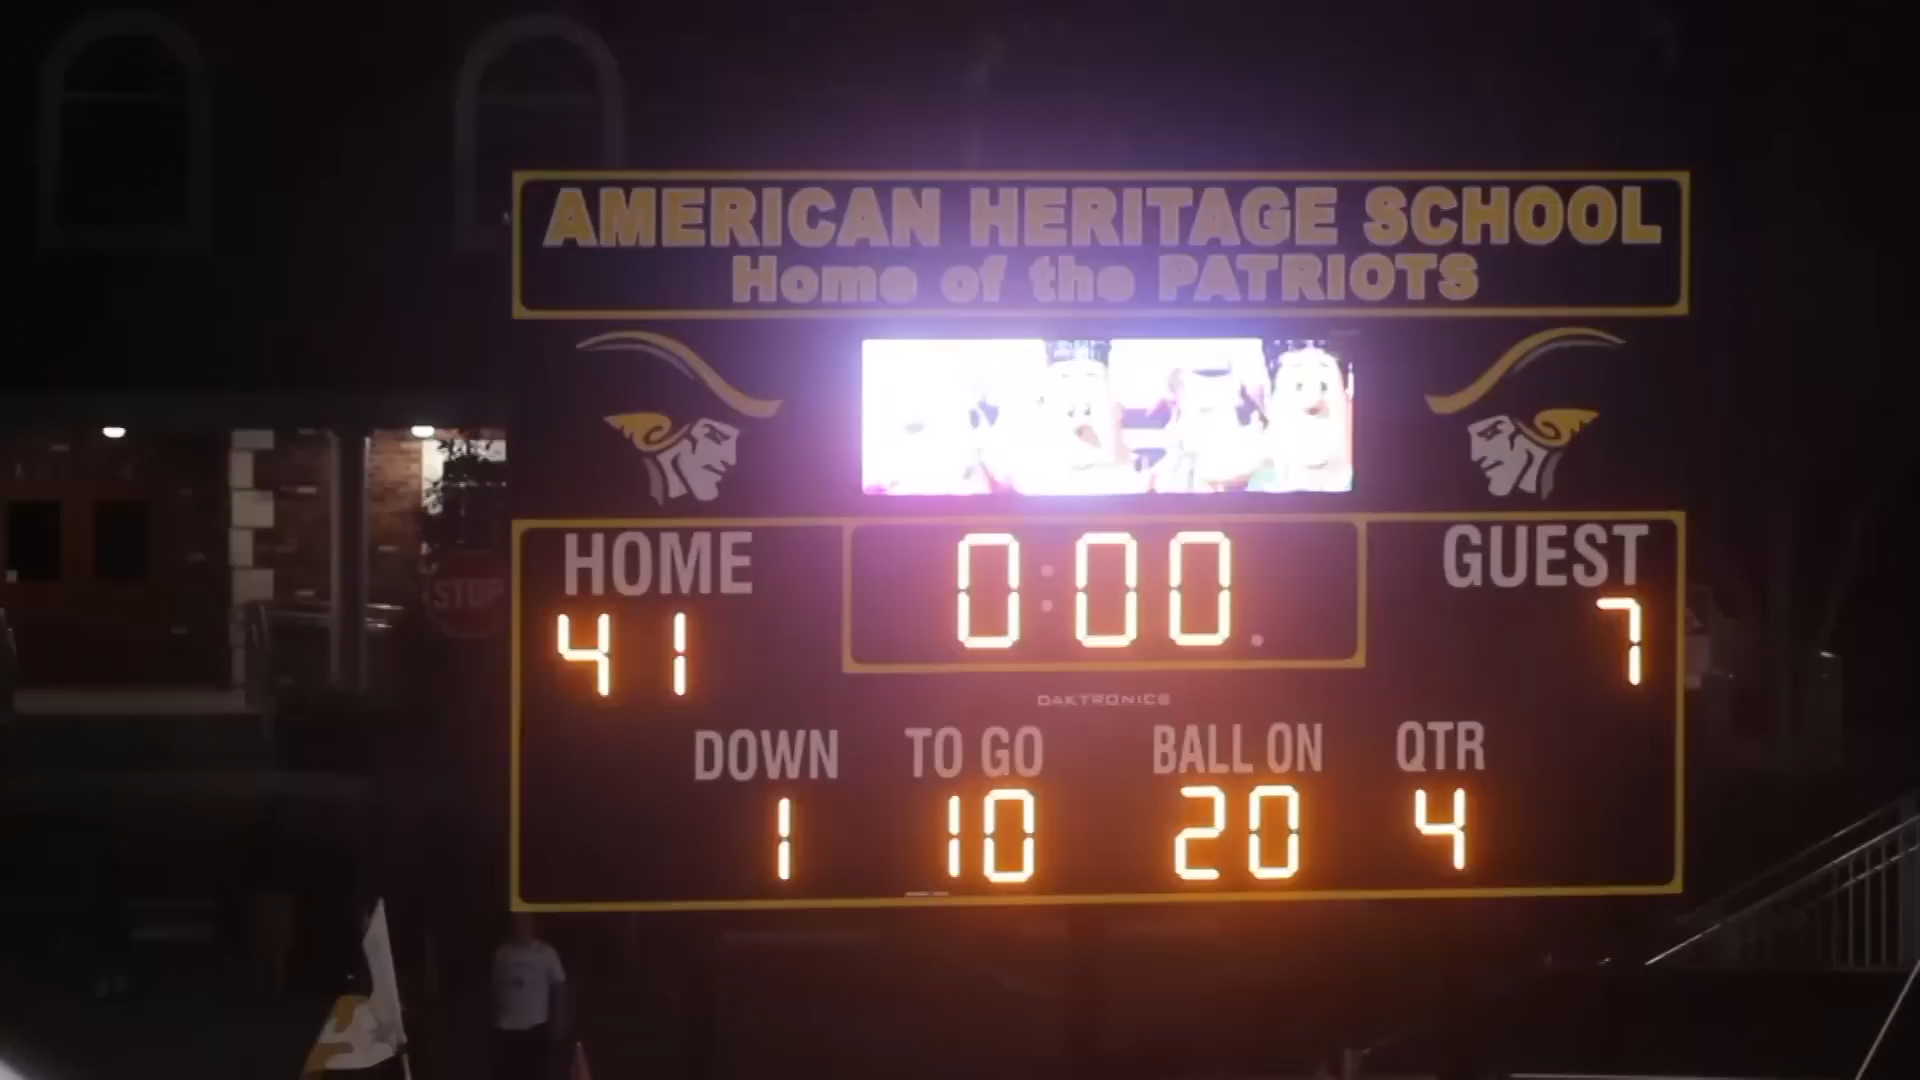 AMERICAN HERITAGE SCHOOL
Home of the PATRIOTS
HOME 0:00 GUEST
41 7
DAKTRONICS
DOWN TO GO BALL ON QTR
1 10 20 4
STOP